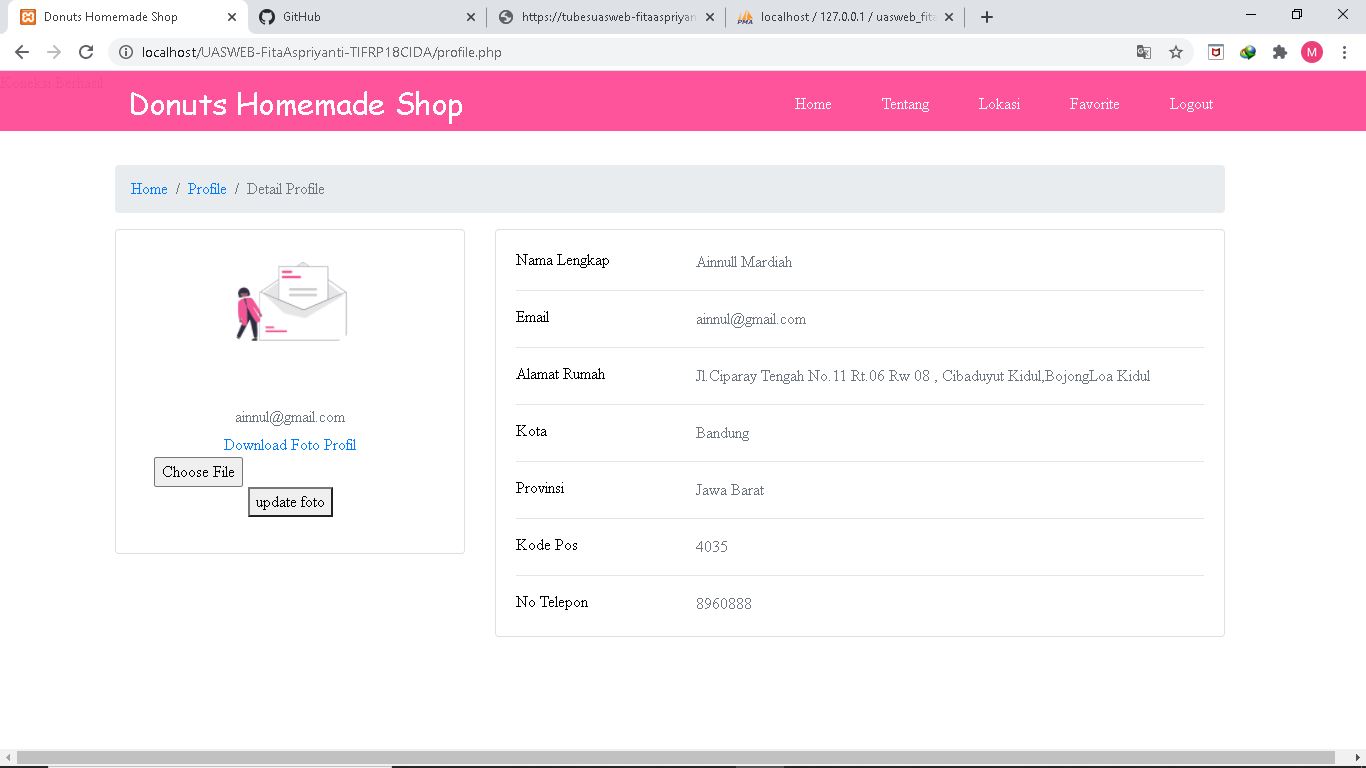 Donuts Homemade Shop
GitHub
https://tubesuasweb-fitaaspriyan
localhost / 127.0.0.1 / uasweb_fita
localhost/UASWEB-FitaAspriyanti-TIFRP18CIDA/profile.php
M
Koneksi Berhasil
Donuts Homemade Shop
Home Tentang Lokasi Favorite Logout
Home / Profile / Detail Profile
ainnul@gmail.com
Download Foto Profil
Choose File
update foto
Nama Lengkap Ainnull Mardiah
Email ainnul@gmail.com
Alamat Rumah Jl.Ciparay Tengah No.11 Rt.06 Rw 08 , Cibaduyut Kidul,BojongLoa Kidul
Kota Bandung
Provinsi Jawa Barat
Kode Pos 4035
No Telepon 8960888